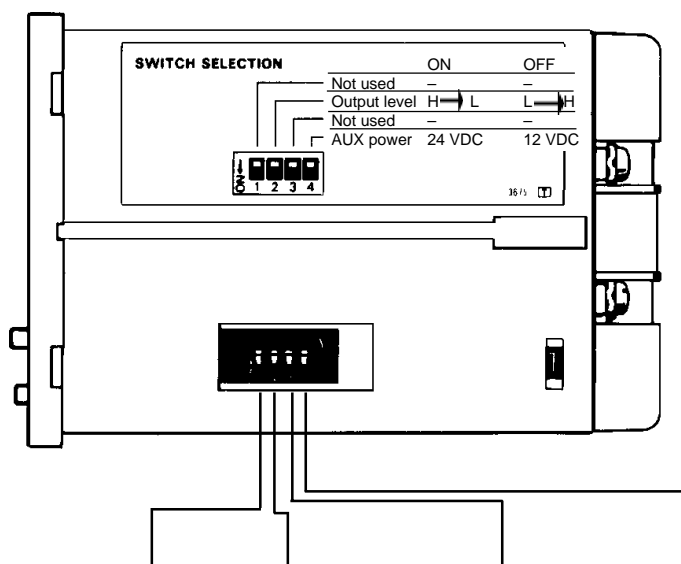 SWITCH SELECTION ON OFF
Not used – –
Output level H → L L → H
Not used – –
AUX power 24 VDC 12 VDC
ON↓ 1 2 3 4